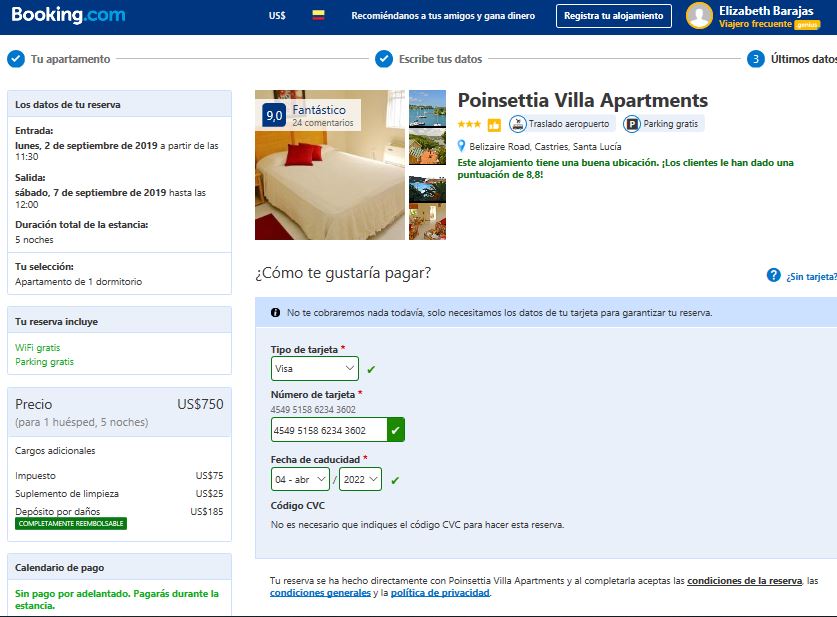 Booking.com
US$
Recomiéndanos a tus amigos y gana dinero
Registra tu alojamiento
Elizabeth Barajas
Viajero frecuente genius
Tu apartamento
Escribe tus datos
3 Últimos datos
Los datos de tu reserva
Entrada:
lunes, 2 de septiembre de 2019 a partir de las
11:30
Salida:
sábado, 7 de septiembre de 2019 hasta las
12:00
Duración total de la estancia:
5 noches
Tu selección:
Apartamento de 1 dormitorio
Tu reserva incluye
WiFi gratis
Parking gratis
Precio US$750
(para 1 huésped, 5 noches)
Cargos adicionales
Impuesto US$75
Suplemento de limpieza US$25
Depósito por daños US$185
COMPLETAMENTE REEMBOLSABLE
Calendario de pago
Sin pago por adelantado. Pagarás durante la
estancia.
9,0 Fantástico
24 comentarios
Poinsettia Villa Apartments
Traslado aeropuerto
P Parking gratis
Belizaire Road, Castries, Santa Lucía
Este alojamiento tiene una buena ubicación. ¡Los clientes le han dado una
puntuación de 8,8!
¿Cómo te gustaría pagar?
? ¿Sin tarjeta?
No te cobraremos nada todavía, solo necesitamos los datos de tu tarjeta para garantizar tu reserva.
Tipo de tarjeta *
Visa
Número de tarjeta *
4549 5158 6234 3602
4549 5158 6234 3602
Fecha de caducidad *
04 - abr / 2022
Código CVC
No es necesario que indiques el código CVC para hacer esta reserva.
Tu reserva se ha hecho directamente con Poinsettia Villa Apartments y al completarla aceptas las condiciones de la reserva, las
condiciones generales y la política de privacidad.